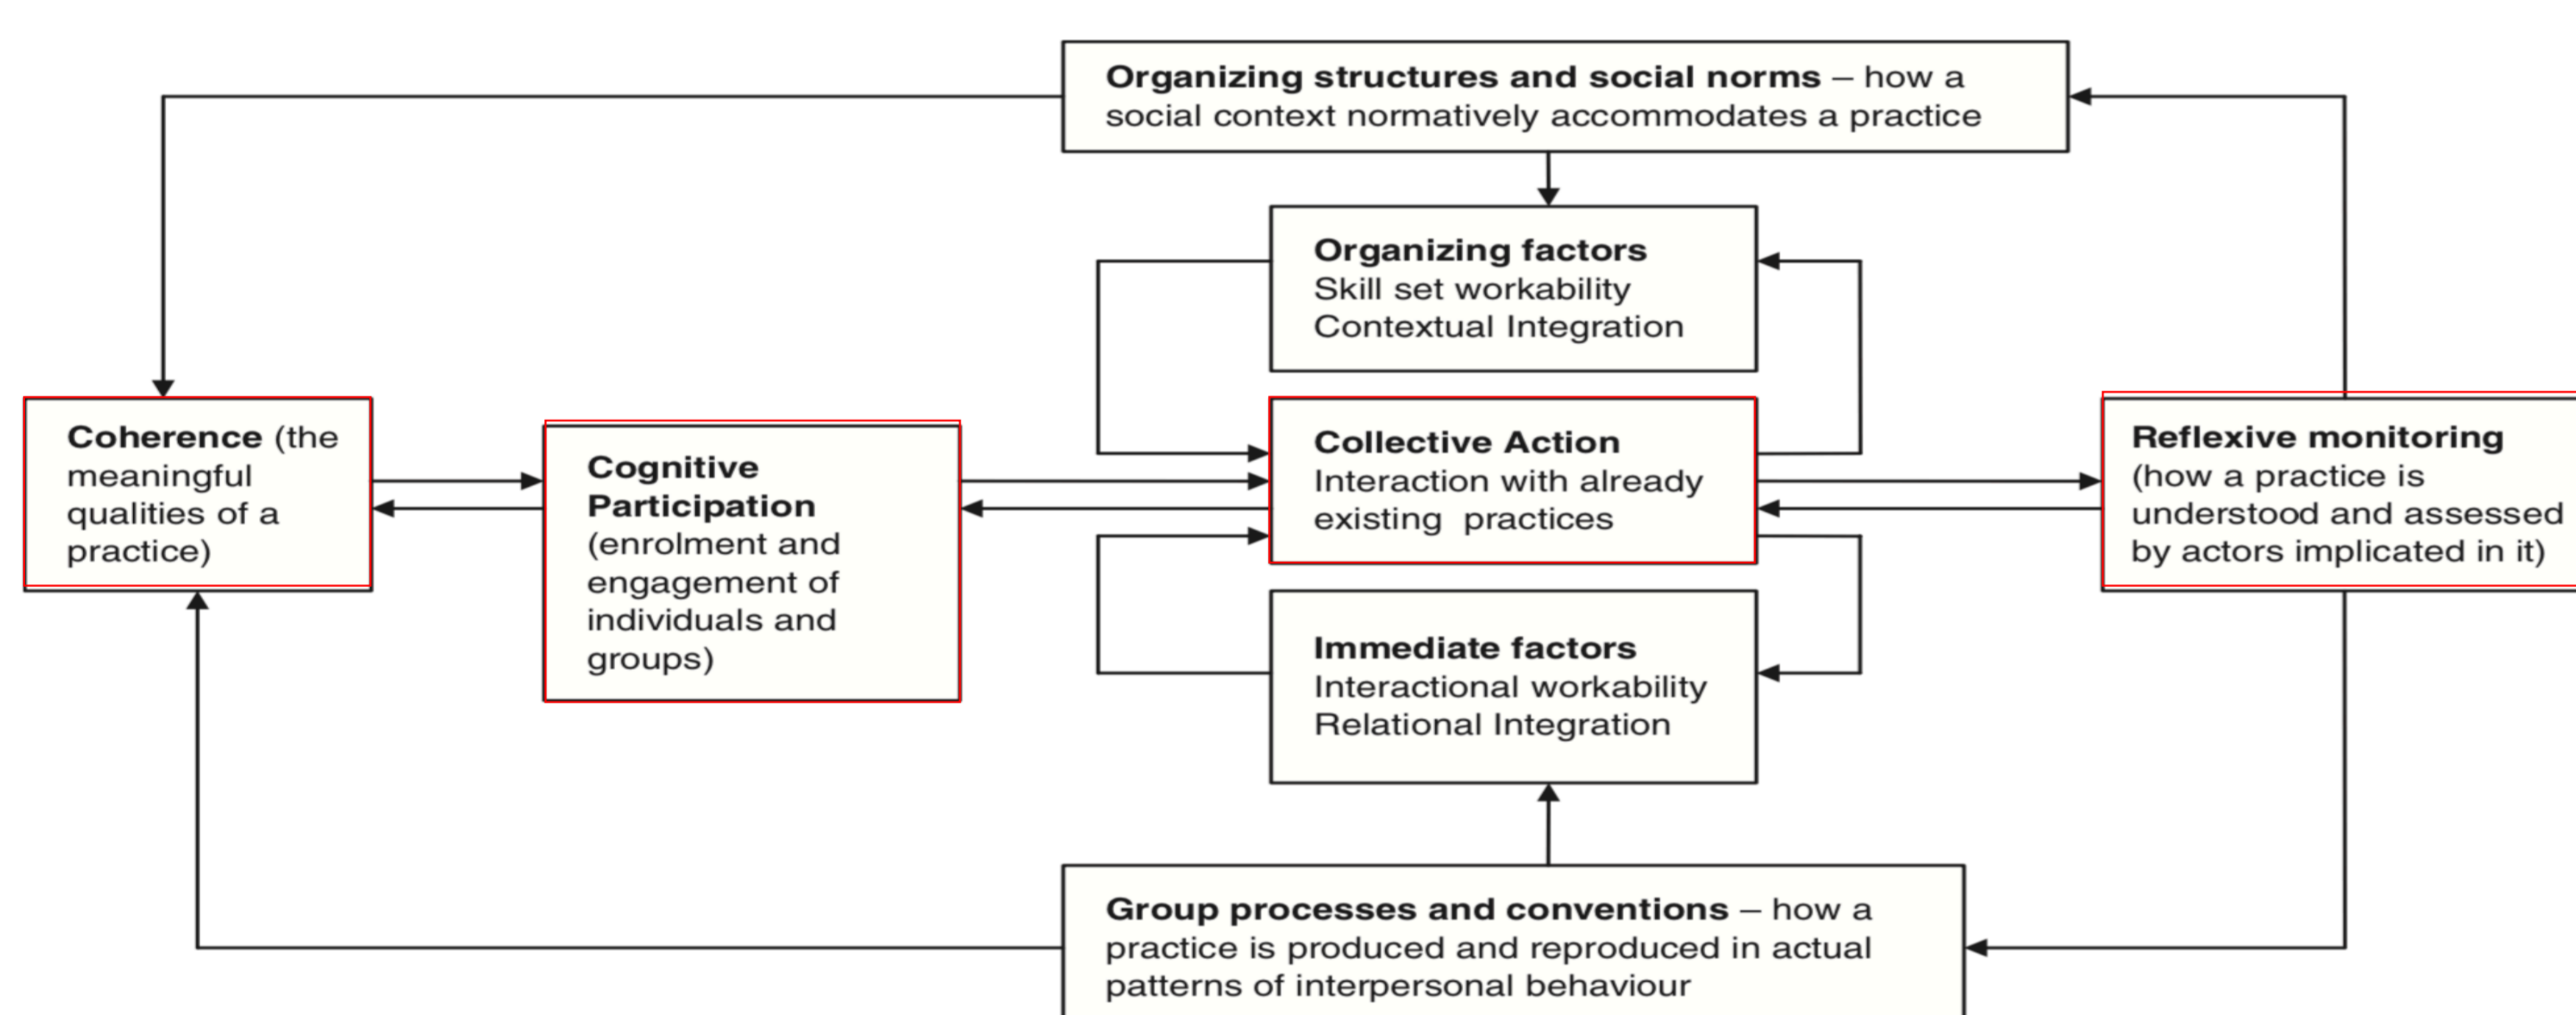 Organizing structures and social norms – how a
social context normatively accommodates a practice
Organizing factors
Skill set workability
Contextual Integration
Coherence (the
meaningful
qualities of a
practice)
Cognitive
Participation
(enrolment and
engagement of
individuals and
groups)
Collective Action
Interaction with already
existing practices
Reflexive monitoring
(how a practice is
understood and assessed
by actors implicated in it)
Immediate factors
Interactional workability
Relational Integration
Group processes and conventions – how a
practice is produced and reproduced in actual
patterns of interpersonal behaviour